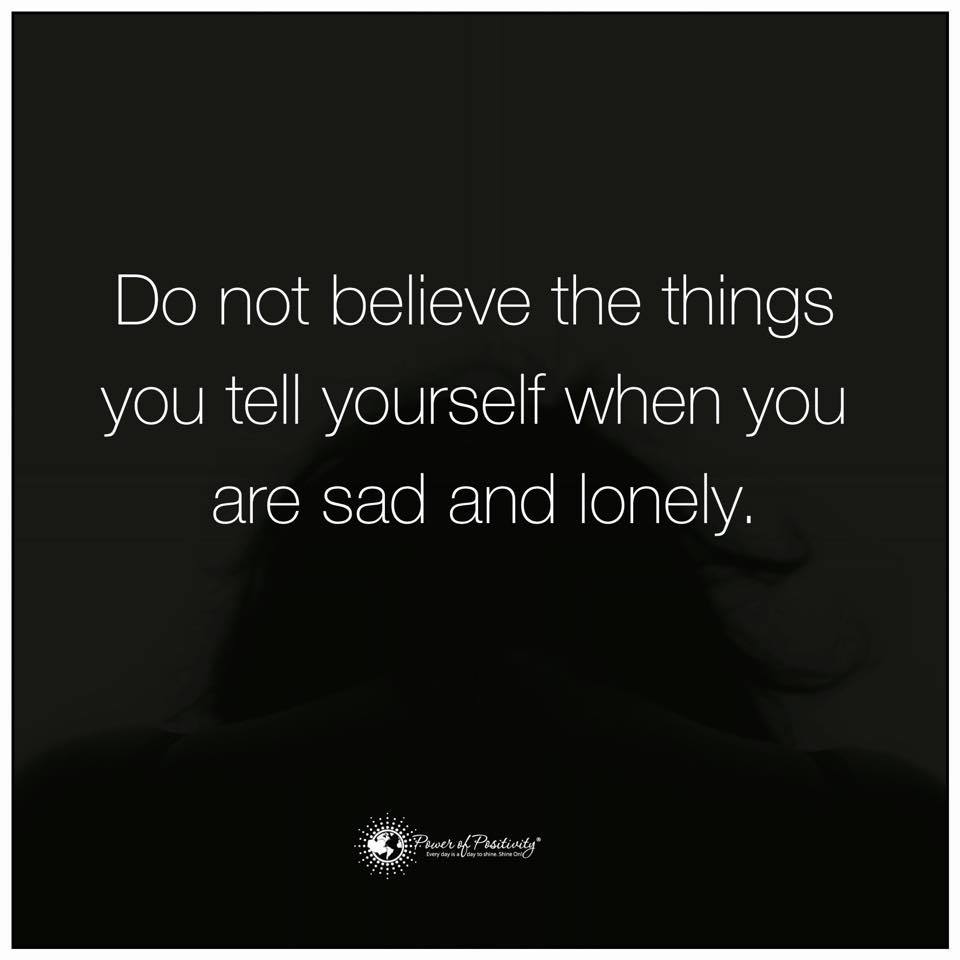 Do not believe the things
you tell yourself when you
are sad and lonely.
Power of Positivity®
Every day is a day to shine. Shine On!